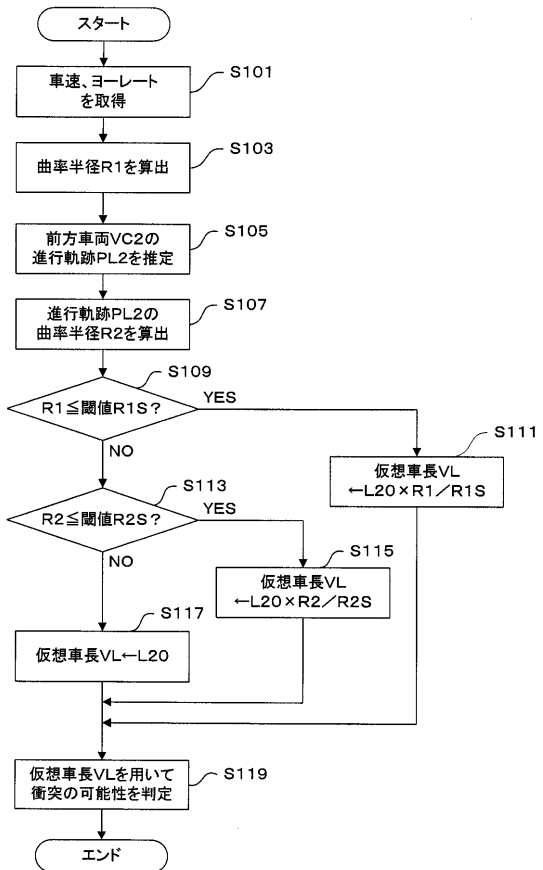 スタート
車速、ヨーレート
を取得
S101
曲率半径R1を算出
S103
前方車両VC2の
進行軌跡PL2を推定
S105
進行軌跡PL2の
曲率半径R2を算出
S107
R1≦閾値R1S?
S109
YES
NO
仮想車長VL
←L20×R1/R1S
S111
R2≦閾値R2S?
S113
YES
NO
仮想車長VL
←L20×R2/R2S
S115
仮想車長VL←L20
S117
仮想車長VLを用いて
衝突の可能性を判定
S119
エンド